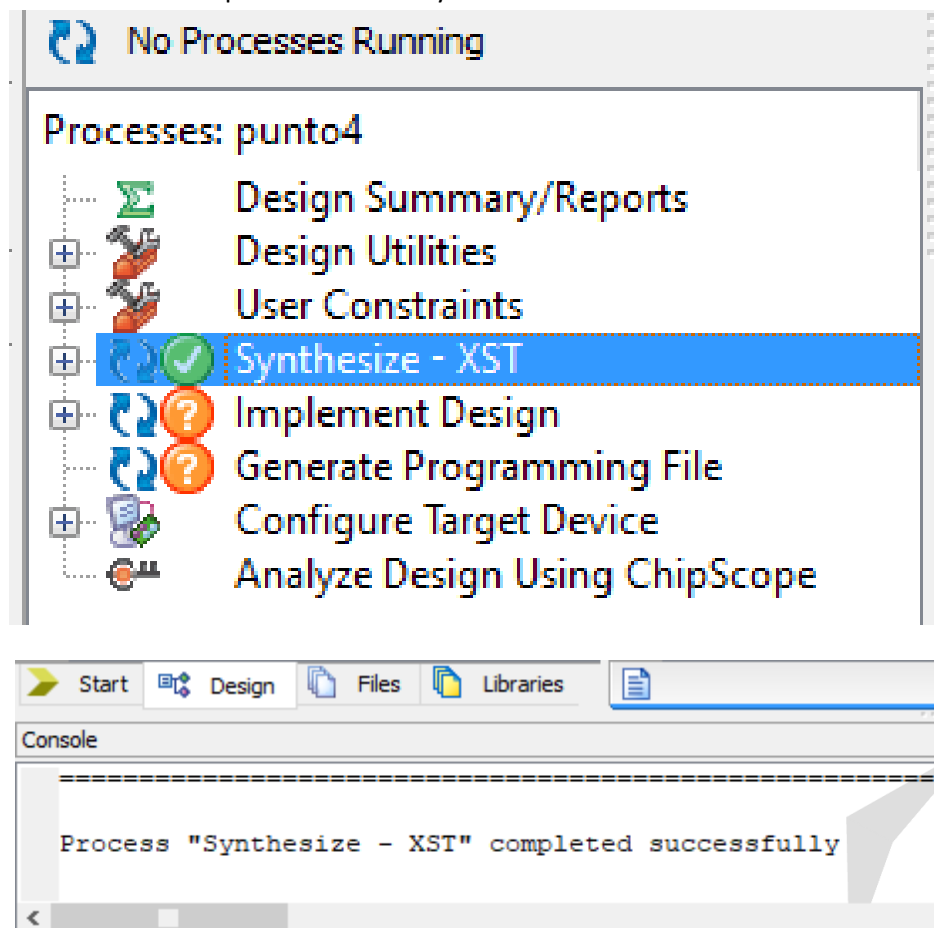 No Processes Running
Processes: punto4
Design Summary/Reports
Design Utilities
User Constraints
Synthesize - XST
Implement Design
Generate Programming File
Configure Target Device
Analyze Design Using ChipScope
Start Design Files Libraries
Console
================================================
Process "Synthesize - XST" completed successfully